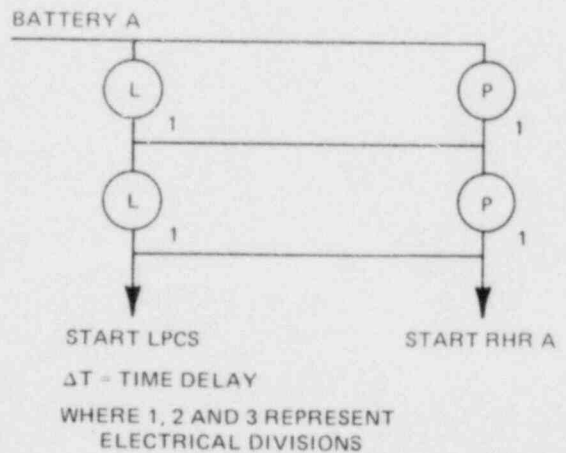 BATTERY A
L
P
1
1
L
P
1
1
START LPCS
START RHR A
ΔT = TIME DELAY
WHERE 1, 2 AND 3 REPRESENT
ELECTRICAL DIVISIONS